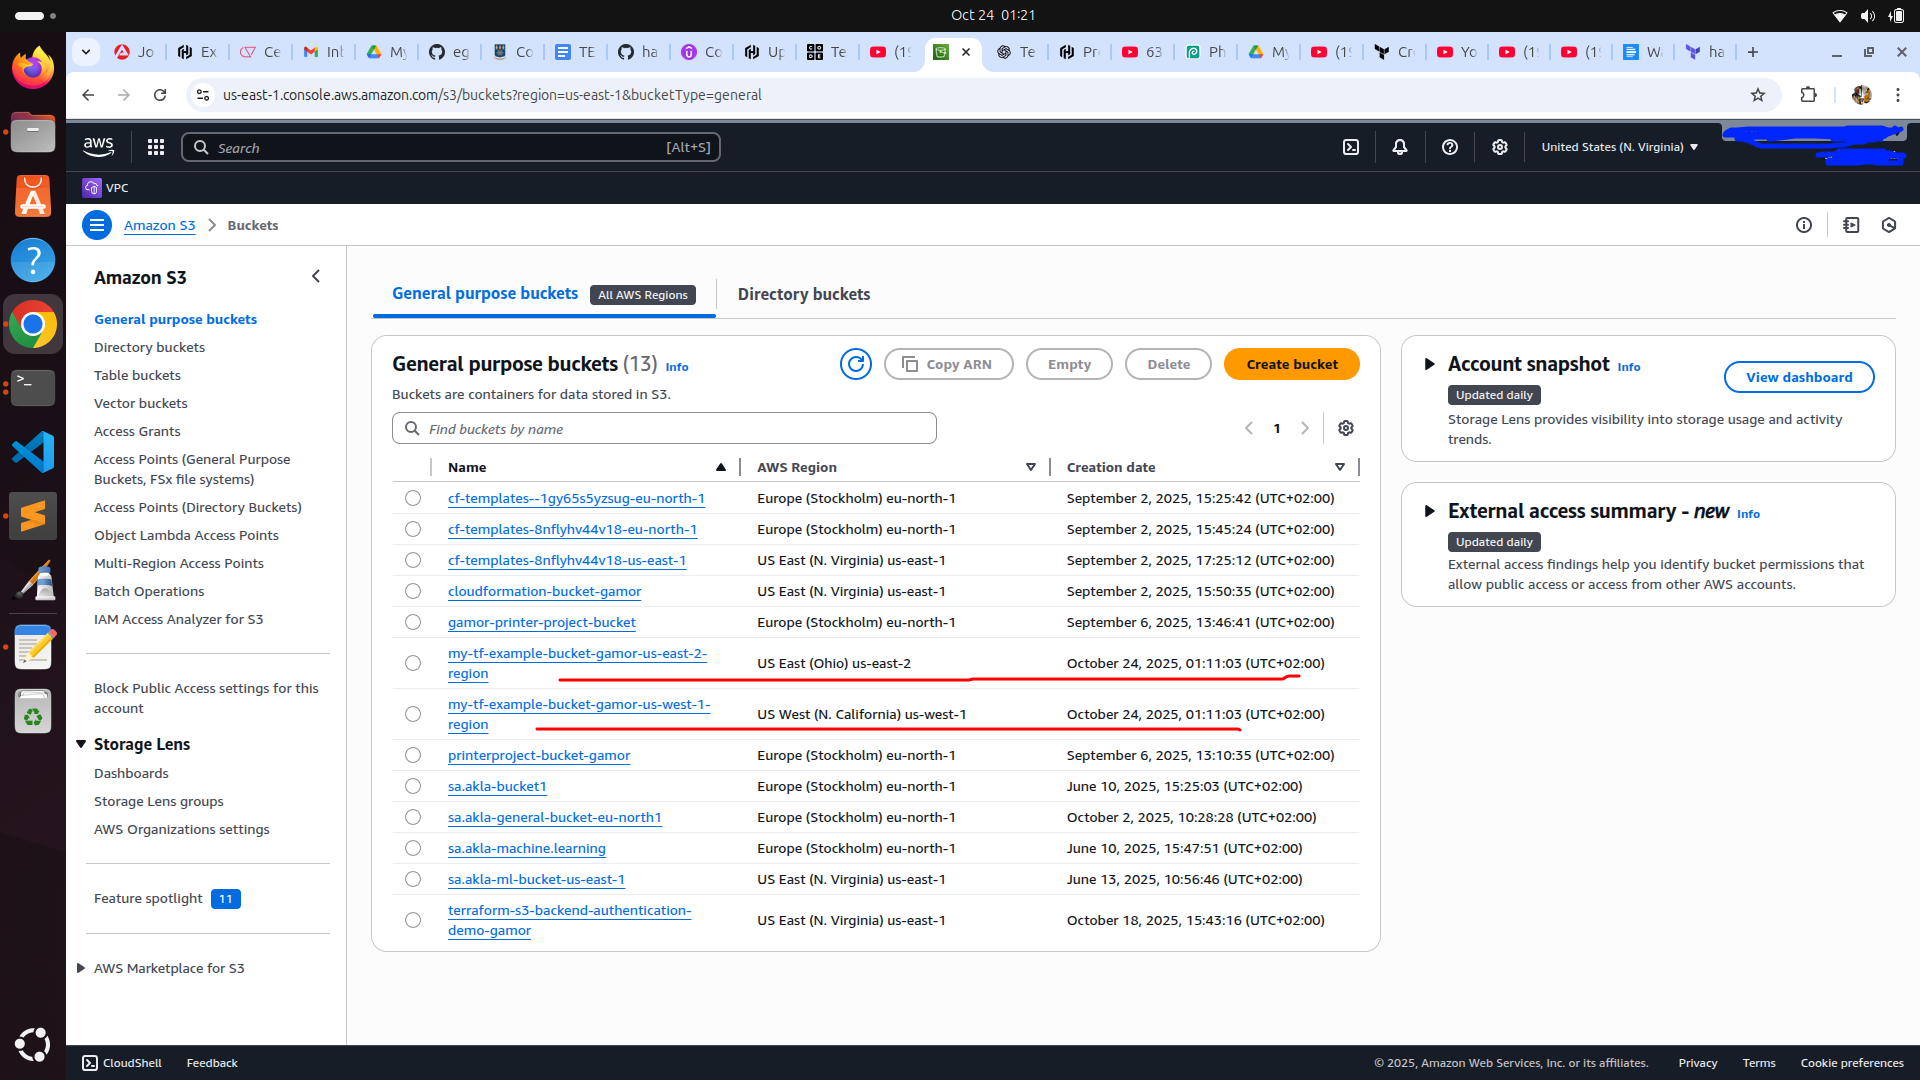 Oct 24 01:21
Jo
Ex
Ce
Int
My
eg
Co
TE
ha
Co
Up
Te
(19
Te
Pr
63
Ph
My
(19
Cr
Yo
(19
(19
W
ha
us-east-1.console.aws.amazon.com/s3/buckets?region=us-east-1&bucketType=general
aws
Search
[Alt+S]
United States (N. Virginia)
VPC
Amazon S3
Buckets
Amazon S3
General purpose buckets
Directory buckets
Table buckets
Vector buckets
Access Grants
Access Points (General Purpose
Buckets, FSx file systems)
Access Points (Directory Buckets)
Object Lambda Access Points
Multi-Region Access Points
Batch Operations
IAM Access Analyzer for S3
Block Public Access settings for this
account
Storage Lens
Dashboards
Storage Lens groups
AWS Organizations settings
Feature spotlight 11
AWS Marketplace for S3
General purpose buckets All AWS Regions
Directory buckets
General purpose buckets (13) Info
Copy ARN
Empty
Delete
Create bucket
Buckets are containers for data stored in S3.
Find buckets by name
1
Name AWS Region Creation date
cf-templates--1gy65s5yzsug-eu-north-1 Europe (Stockholm) eu-north-1 September 2, 2025, 15:25:42 (UTC+02:00)
cf-templates-8nflyhv44v18-eu-north-1 Europe (Stockholm) eu-north-1 September 2, 2025, 15:45:24 (UTC+02:00)
cf-templates-8nflyhv44v18-us-east-1 US East (N. Virginia) us-east-1 September 2, 2025, 17:25:12 (UTC+02:00)
cloudformation-bucket-gamor US East (N. Virginia) us-east-1 September 2, 2025, 15:50:35 (UTC+02:00)
gamor-printer-project-bucket Europe (Stockholm) eu-north-1 September 6, 2025, 13:46:41 (UTC+02:00)
my-tf-example-bucket-gamor-us-east-2-
region US East (Ohio) us-east-2 October 24, 2025, 01:11:03 (UTC+02:00)
my-tf-example-bucket-gamor-us-west-1-
region US West (N. California) us-west-1 October 24, 2025, 01:11:03 (UTC+02:00)
printerproject-bucket-gamor Europe (Stockholm) eu-north-1 September 6, 2025, 13:10:35 (UTC+02:00)
sa.akla-bucket1 Europe (Stockholm) eu-north-1 June 10, 2025, 15:25:03 (UTC+02:00)
sa.akla-general-bucket-eu-north1 Europe (Stockholm) eu-north-1 October 2, 2025, 10:28:28 (UTC+02:00)
sa.akla-machine.learning Europe (Stockholm) eu-north-1 June 10, 2025, 15:47:51 (UTC+02:00)
sa.akla-ml-bucket-us-east-1 US East (N. Virginia) us-east-1 June 13, 2025, 10:56:46 (UTC+02:00)
terraform-s3-backend-authentication-
demo-gamor US East (N. Virginia) us-east-1 October 18, 2025, 15:43:16 (UTC+02:00)
Account snapshot Info
Updated daily
View dashboard
Storage Lens provides visibility into storage usage and activity
trends.
External access summary - new Info
Updated daily
External access findings help you identify bucket permissions that
allow public access or access from other AWS accounts.
CloudShell
Feedback
© 2025, Amazon Web Services, Inc. or its affiliates.
Privacy
Terms
Cookie preferences